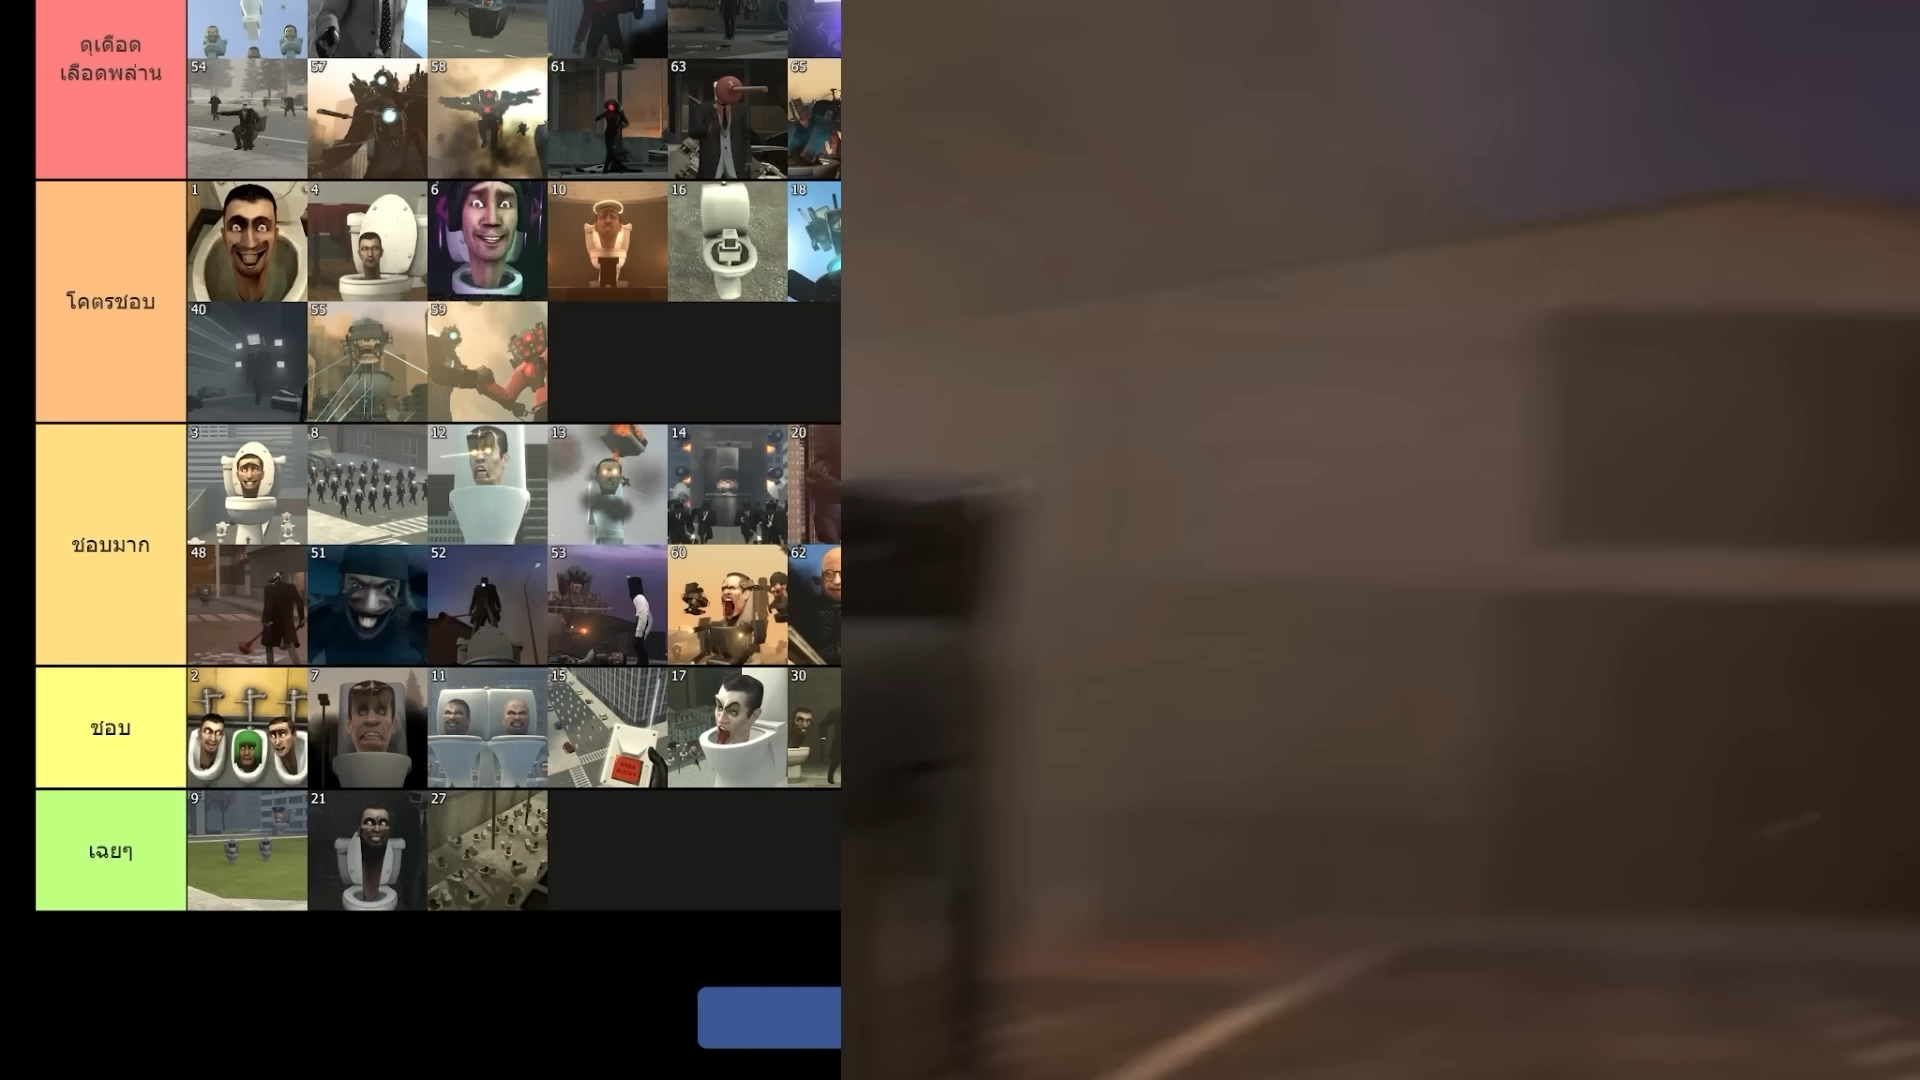 ดุเดือด
เลือดพล่าน
54 57 58 61 63 65
โคตรชอบ
1 4 6 10 16 18
40 55 59
ชอบมาก
3 8 12 13 14 20
48 51 52 53 60 62
ชอบ
2 7 11 15 17 30
เฉยๆ
9 21 27